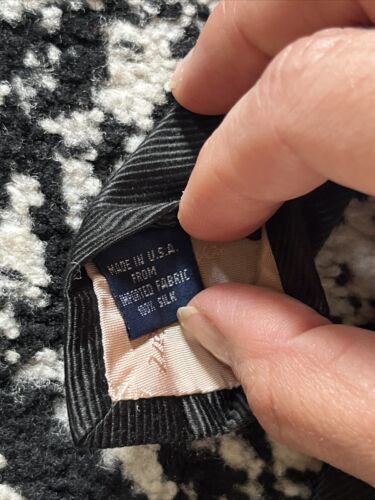 MADE IN U.S.A.
FROM
IMPORTED FABRIC
100% SILK